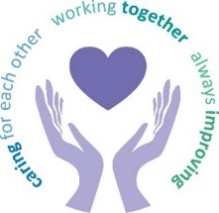 caring for each other
working together
always improving